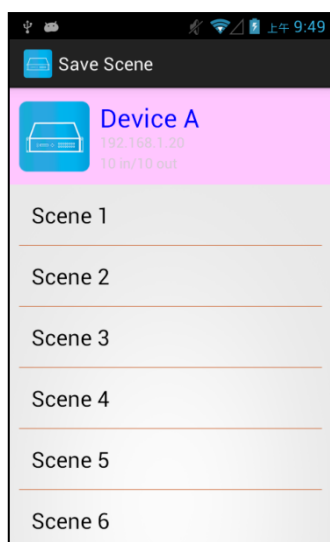 上午 9:49
Save Scene
Device A
192.168.1.20
10 in/10 out
Scene 1
Scene 2
Scene 3
Scene 4
Scene 5
Scene 6